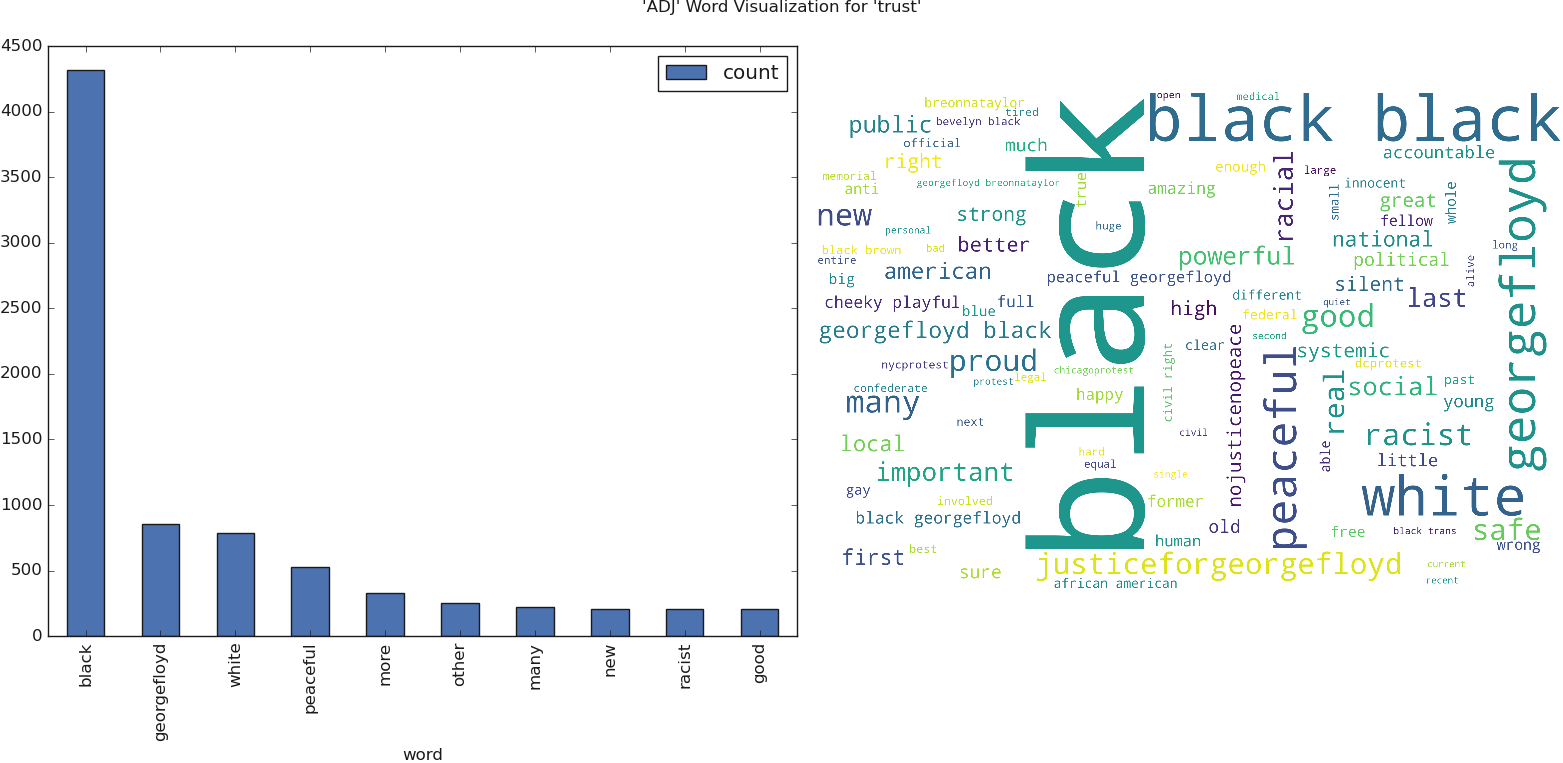 'ADJ' Word Visualization for 'trust'
4500
4000
3500
3000
2500
2000
1500
1000
500
0
count
black
georgefloyd
white
peaceful
more
other
many
new
racist
good
word
breonnataylor
tired
open
medical
black black
public
bevelyn black
official
much
accountable
right
enough
large
memorial
anti
georgefloyd breonnataylor
true
amazing
racial
small
innocent
whole
great
fellow
georgefloyd
new
strong
huge
personal
better
black
national
long
black brown
bad
entire
powerful
political
alive
big
american
peaceful georgefloyd
silent
last
cheeky playful
full
blue
high
different
quiet
federal
good
georgefloyd black
second
clear
systemic
proud
nycprotest
chicagoprotest
dcprotest
protest
legal
confederate
happy
civil right
nojusticenopeace
peaceful
real
social
past
young
many
next
civil
racist
local
hard
equal
able
little
important
single
gay
involved
former
white
black georgefloyd
old
free
black trans
safe
wrong
human
first
best
sure
justiceforgeorgefloyd
current
recent
african american